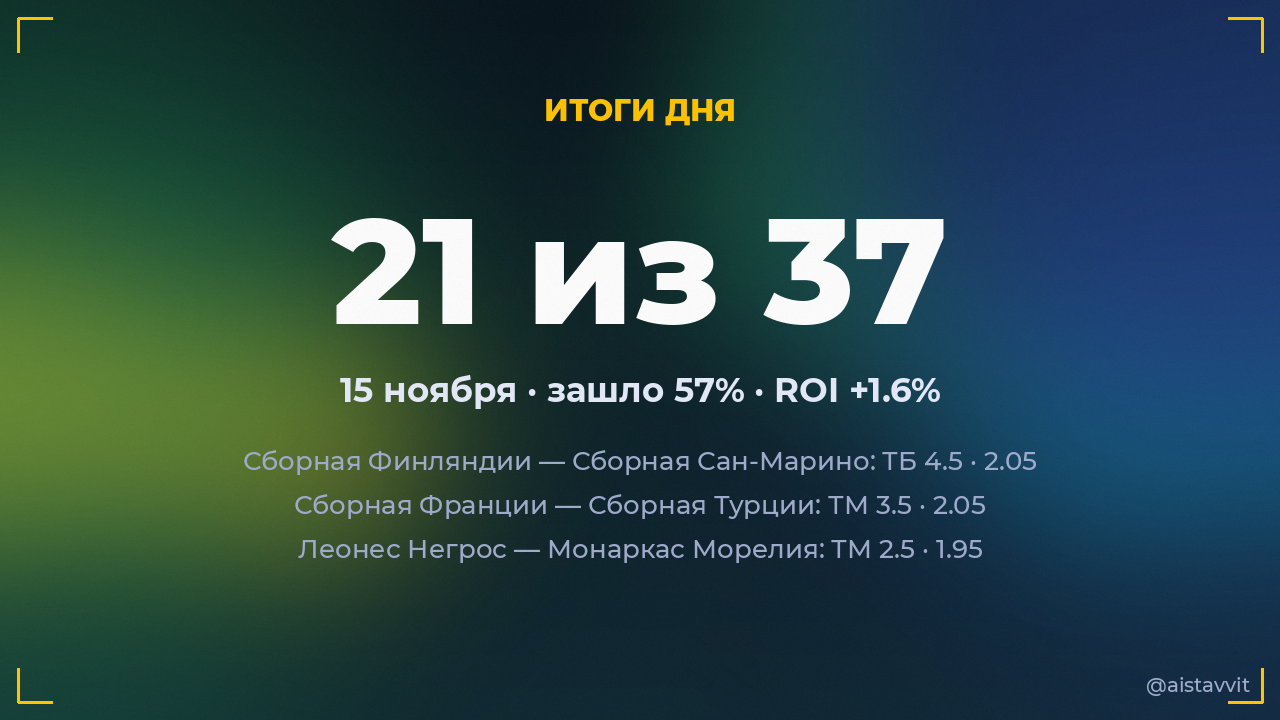 ИТОГИ ДНЯ
21 из 37
15 ноября · зашло 57% · ROI +1.6%
Сборная Финляндии — Сборная Сан-Марино: ТБ 4.5 · 2.05
Сборная Франции — Сборная Турции: ТМ 3.5 · 2.05
Леонес Негрос — Монаркас Морелия: ТМ 2.5 · 1.95
@aistavvit